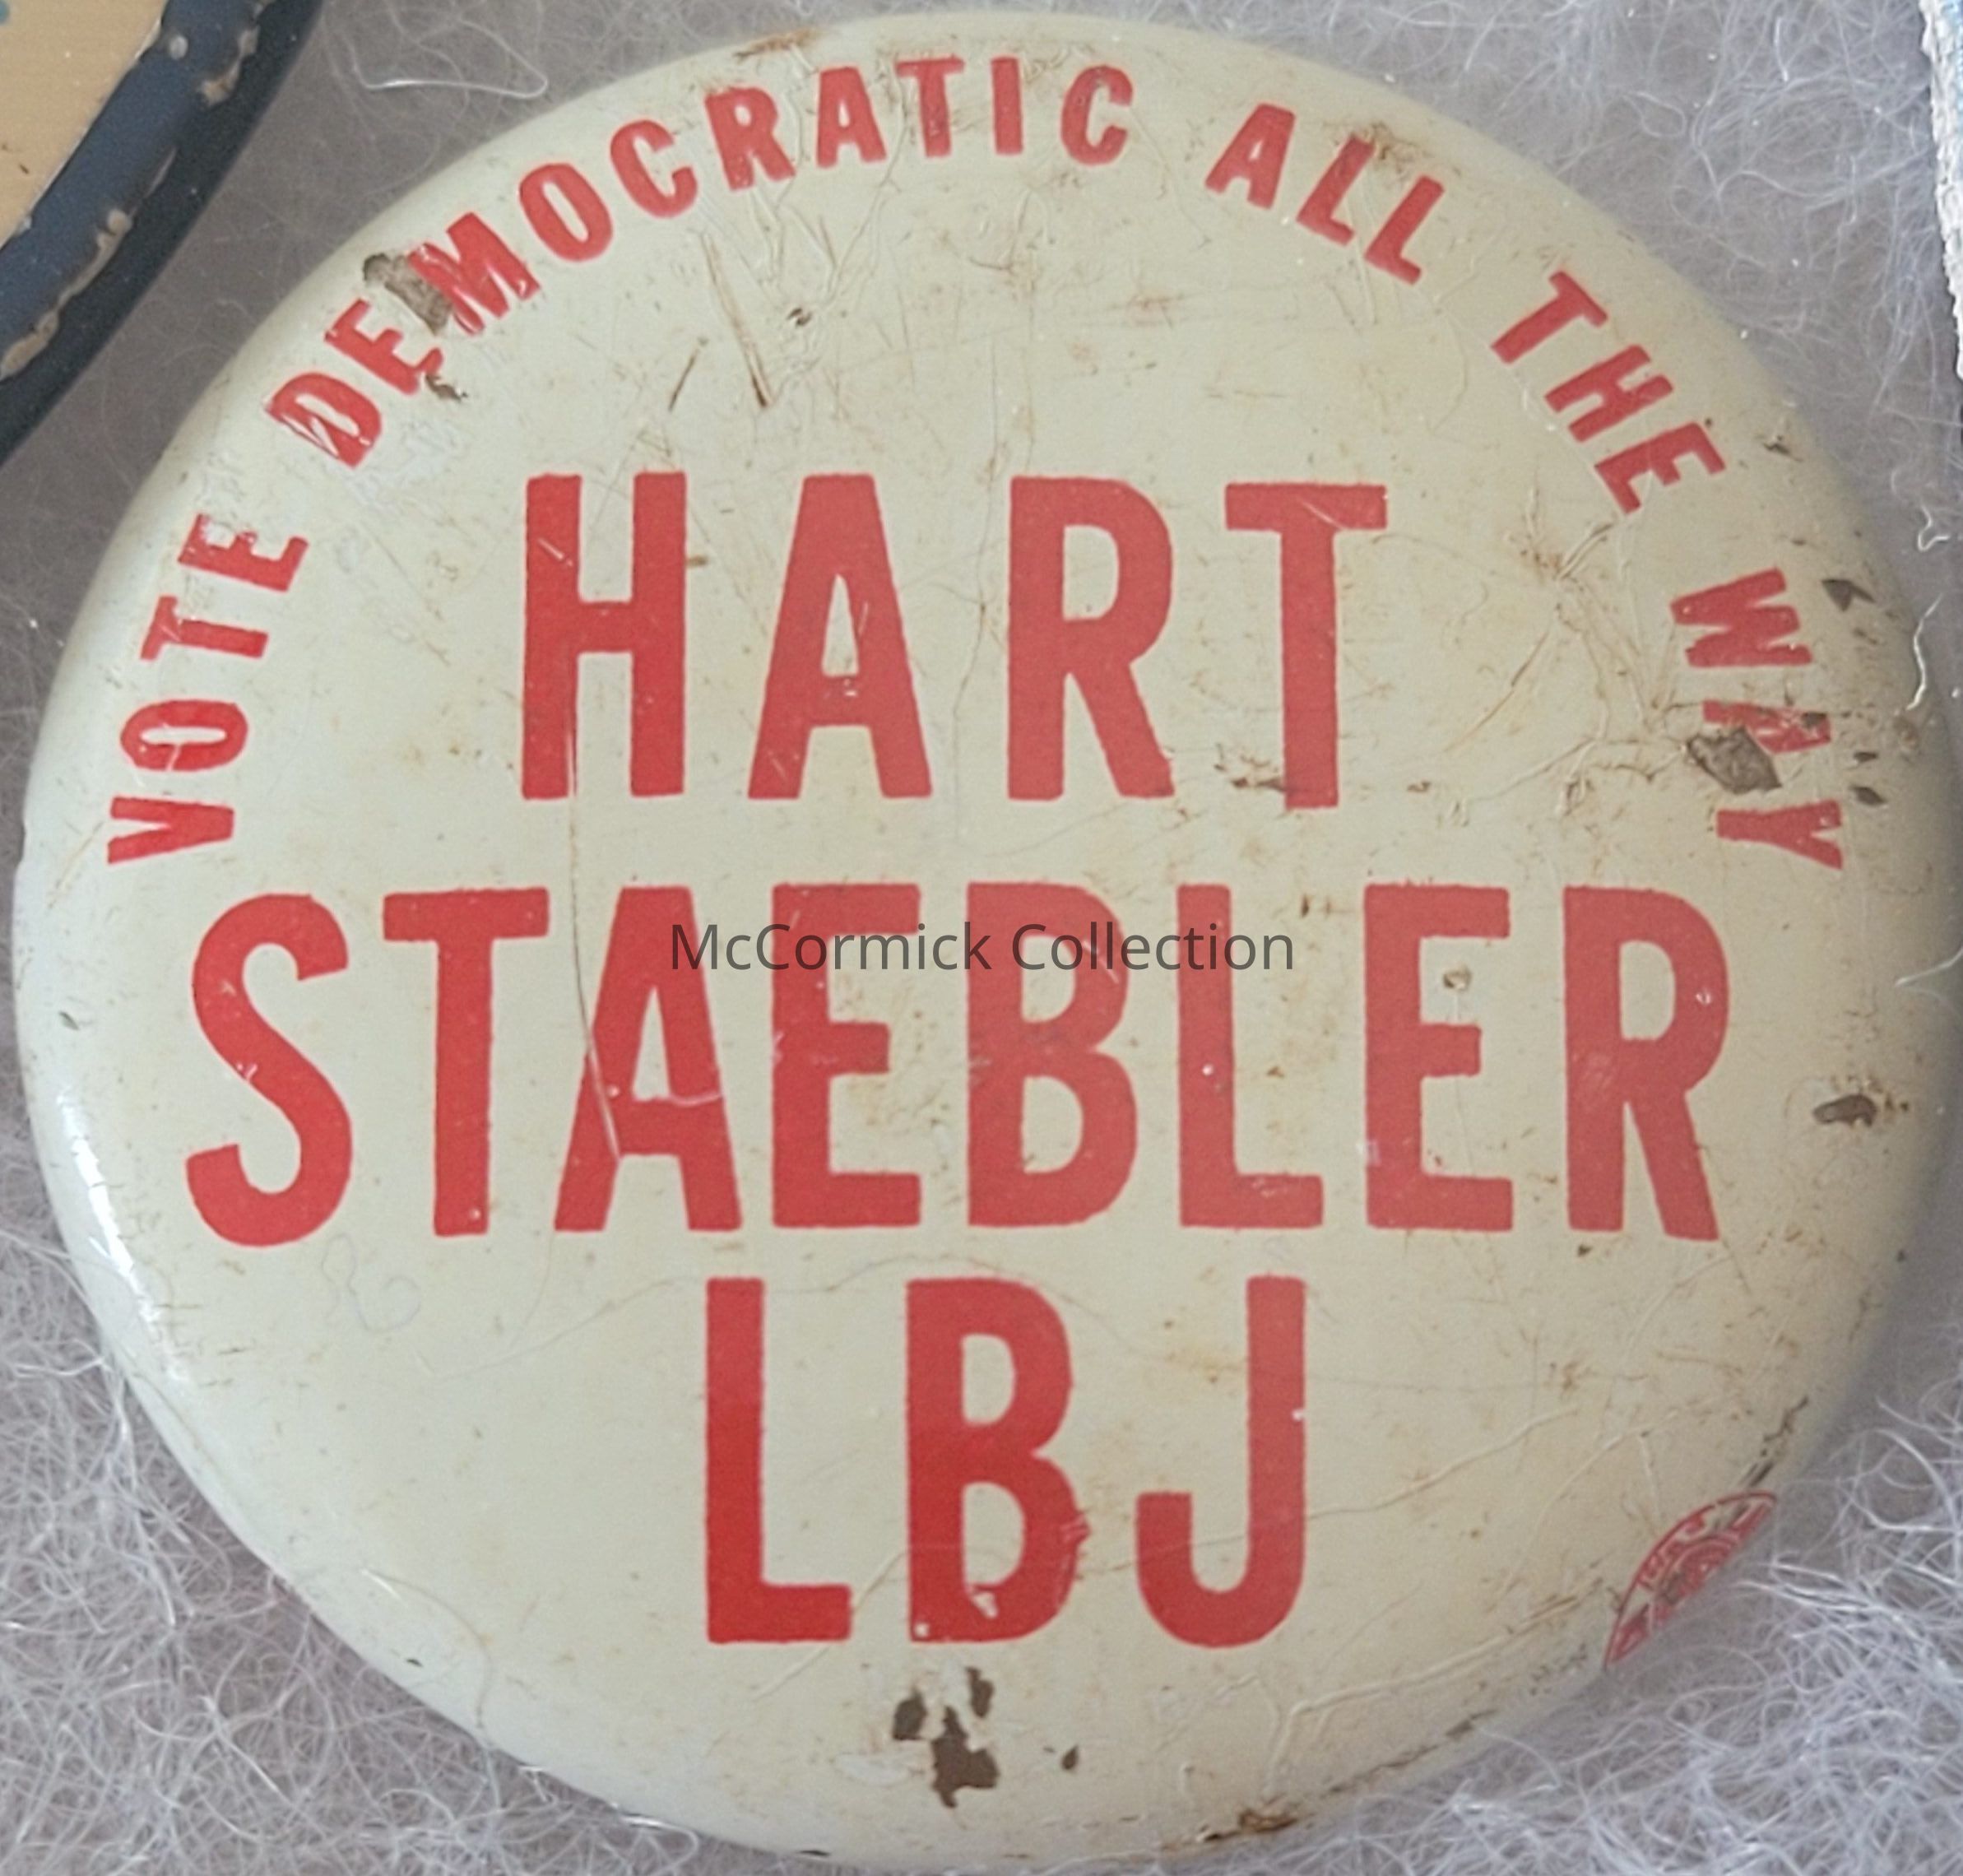 VOTE DEMOCRATIC ALL THE WAY
HART
STAEBLER
McCormick Collection
LBJ